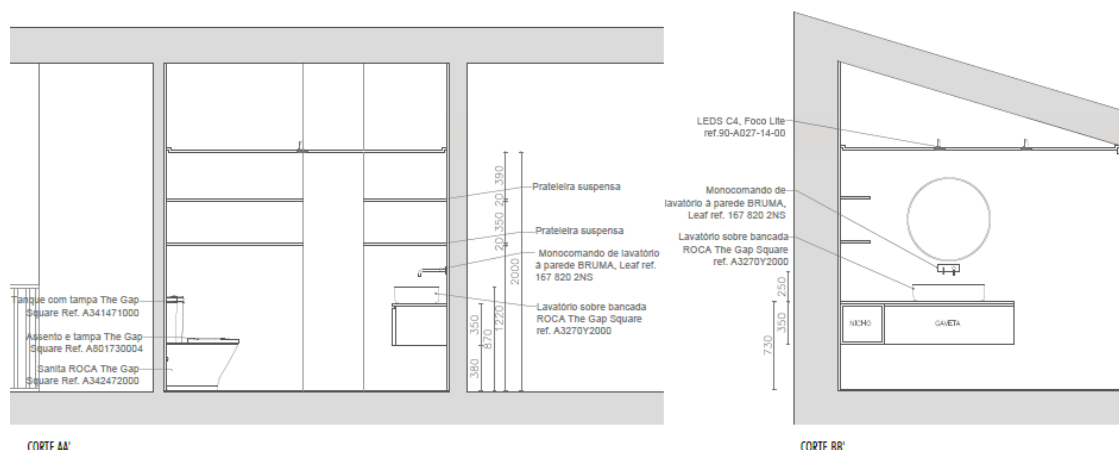 Prateleira suspensa
Prateleira suspensa
Monocomando de lavatório
á parede BRUMA, Leaf ref.
167 820 2NS
Lavatório sobre bancada
ROCA The Gap Square
ref. A3270Y2000
Tanque com tampa The Gap
Square Ref. A341471000
Assento e tampa The Gap
Square Ref. A801730004
Sanita ROCA The Gap
Square Ref. A342472000
390
20
350
20
2000
1220
870
350
380
CORTE AA'
LEDS C4, Foco Lite
ref.90-A027-14-00
Monocomando de
lavatório á parede BRUMA,
Leaf ref. 167 820 2NS
Lavatório sobre bancada
ROCA The Gap Square
ref. A3270Y2000
250
350
730
NICHO
GAVETA
CORTE BB'